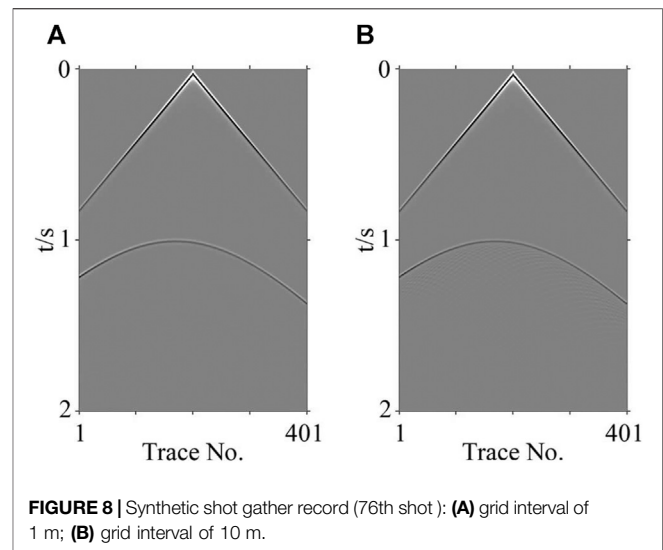 A
B
0
1
2
t/s
1
401
Trace No.
0
1
2
t/s
1
401
Trace No.
FIGURE 8 | Synthetic shot gather record (76th shot ): (A) grid interval of
1 m; (B) grid interval of 10 m.